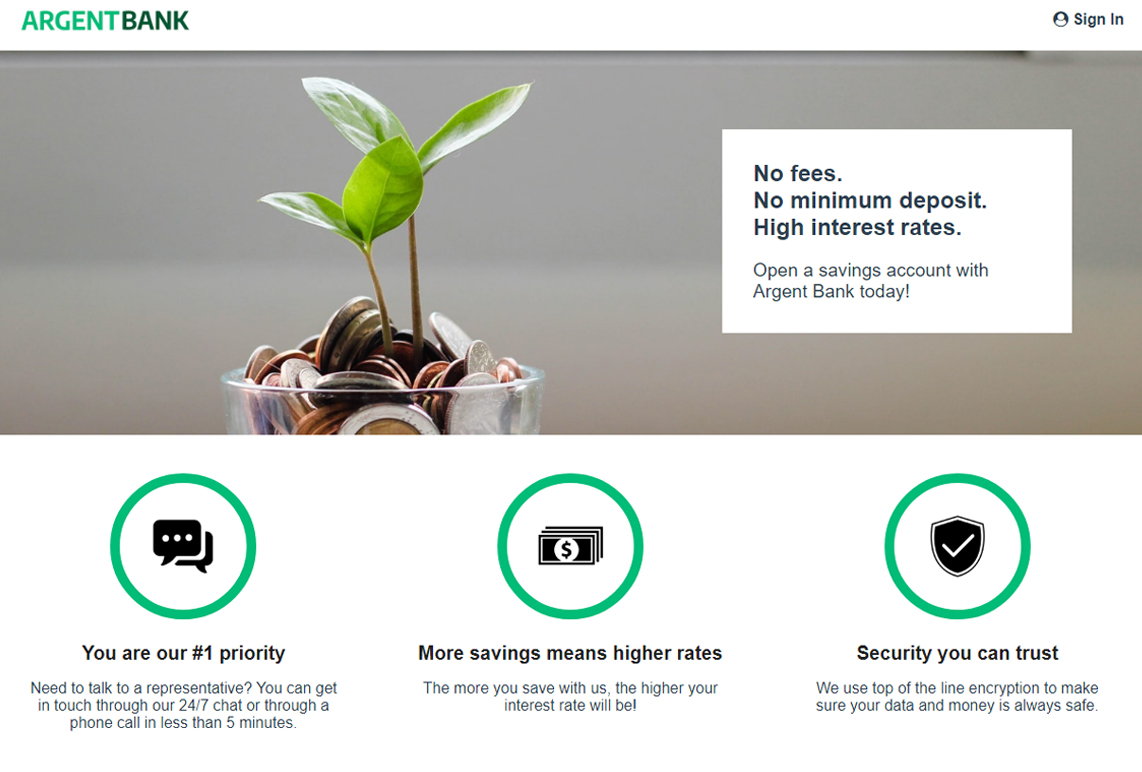 ARGENTBANK
Sign In
No fees.
No minimum deposit.
High interest rates.
Open a savings account with
Argent Bank today!
You are our #1 priority
Need to talk to a representative? You can get
in touch through our 24/7 chat or through a
phone call in less than 5 minutes.
More savings means higher rates
The more you save with us, the higher your
interest rate will be!
Security you can trust
We use top of the line encryption to make
sure your data and money is always safe.